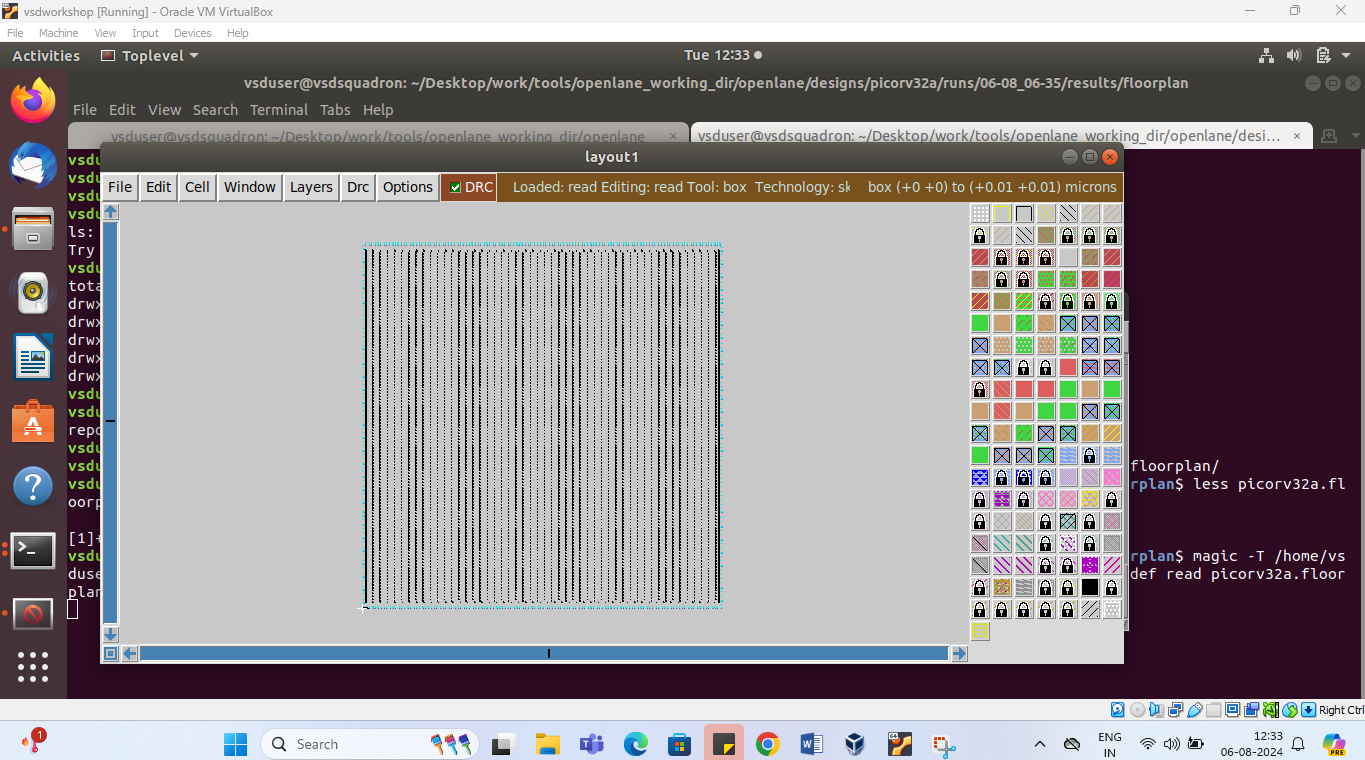 vsdworkshop [Running] - Oracle VM VirtualBox
File Machine View Input Devices Help
Activities Toplevel Tue 12:33
vsduser@vsdsquadron: ~/Desktop/work/tools/openlane_working_dir/openlane/designs/picorv32a/runs/06-08_06-35/results/floorplan
File Edit View Search Terminal Tabs Help
vsduser@vsdsquadron: ~/Desktop/work/tools/openlane_working_dir/openlane × vsduser@vsdsquadron: ~/Desktop/work/tools/openlane_working_dir/openlane/desi... ×
layout1
File Edit Cell Window Layers Drc Options DRC Loaded: read Editing: read Tool: box Technology: sk box (+0 +0) to (+0.01 +0.01) microns
vsdu
vsdu
vsdu
vsdu
ls:
Try
vsdu
tota
drwx
drwx
drwx
drwx
drwx
vsdu
vsdu
repo
vsdu
vsdu floorplan/
vsdu rplan$ less picorv32a.fl
oorp
[1]+
vsdu rplan$ magic -T /home/vs
duse def read picorv32a.floor
plan
Right Ctrl
1
Search
ENG
IN
12:33
06-08-2024
PRE